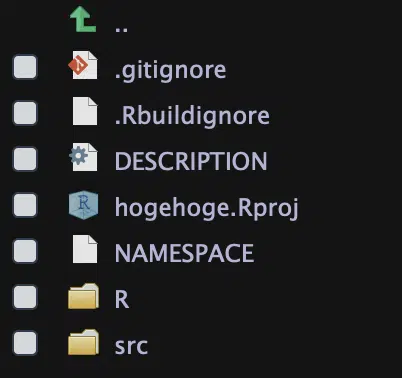 ..
.gitignore
.Rbuildignore
DESCRIPTION
hogehoge.Rproj
NAMESPACE
R
src